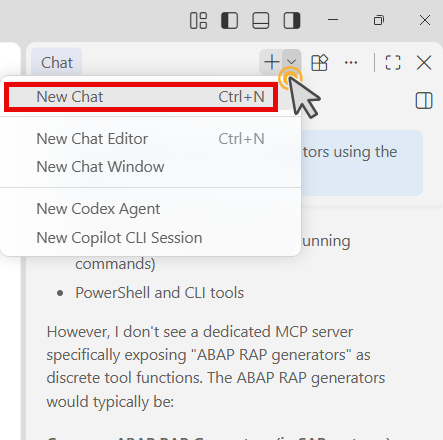 Chat
New Chat Ctrl+N
New Chat Editor Ctrl+N
New Chat Window
New Codex Agent
New Copilot CLI Session
tors using the
unning
commands)
• PowerShell and CLI tools
However, I don't see a dedicated MCP server
specifically exposing "ABAP RAP generators" as
discrete tool functions. The ABAP RAP generators
would typically be: